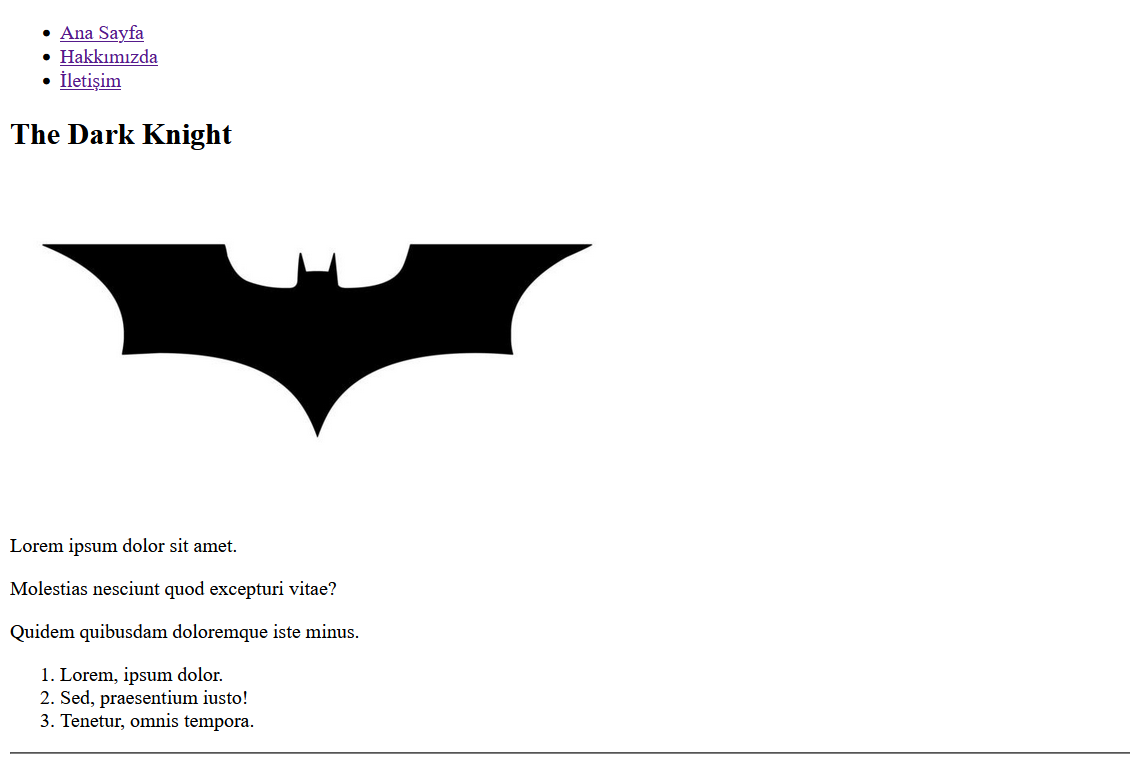 Ana Sayfa
Hakkımızda
İletişim
The Dark Knight
Lorem ipsum dolor sit amet.
Molestias nesciunt quod excepturi vitae?
Quidem quibusdam doloremque iste minus.
1. Lorem, ipsum dolor.
2. Sed, praesentium iusto!
3. Tenetur, omnis tempora.